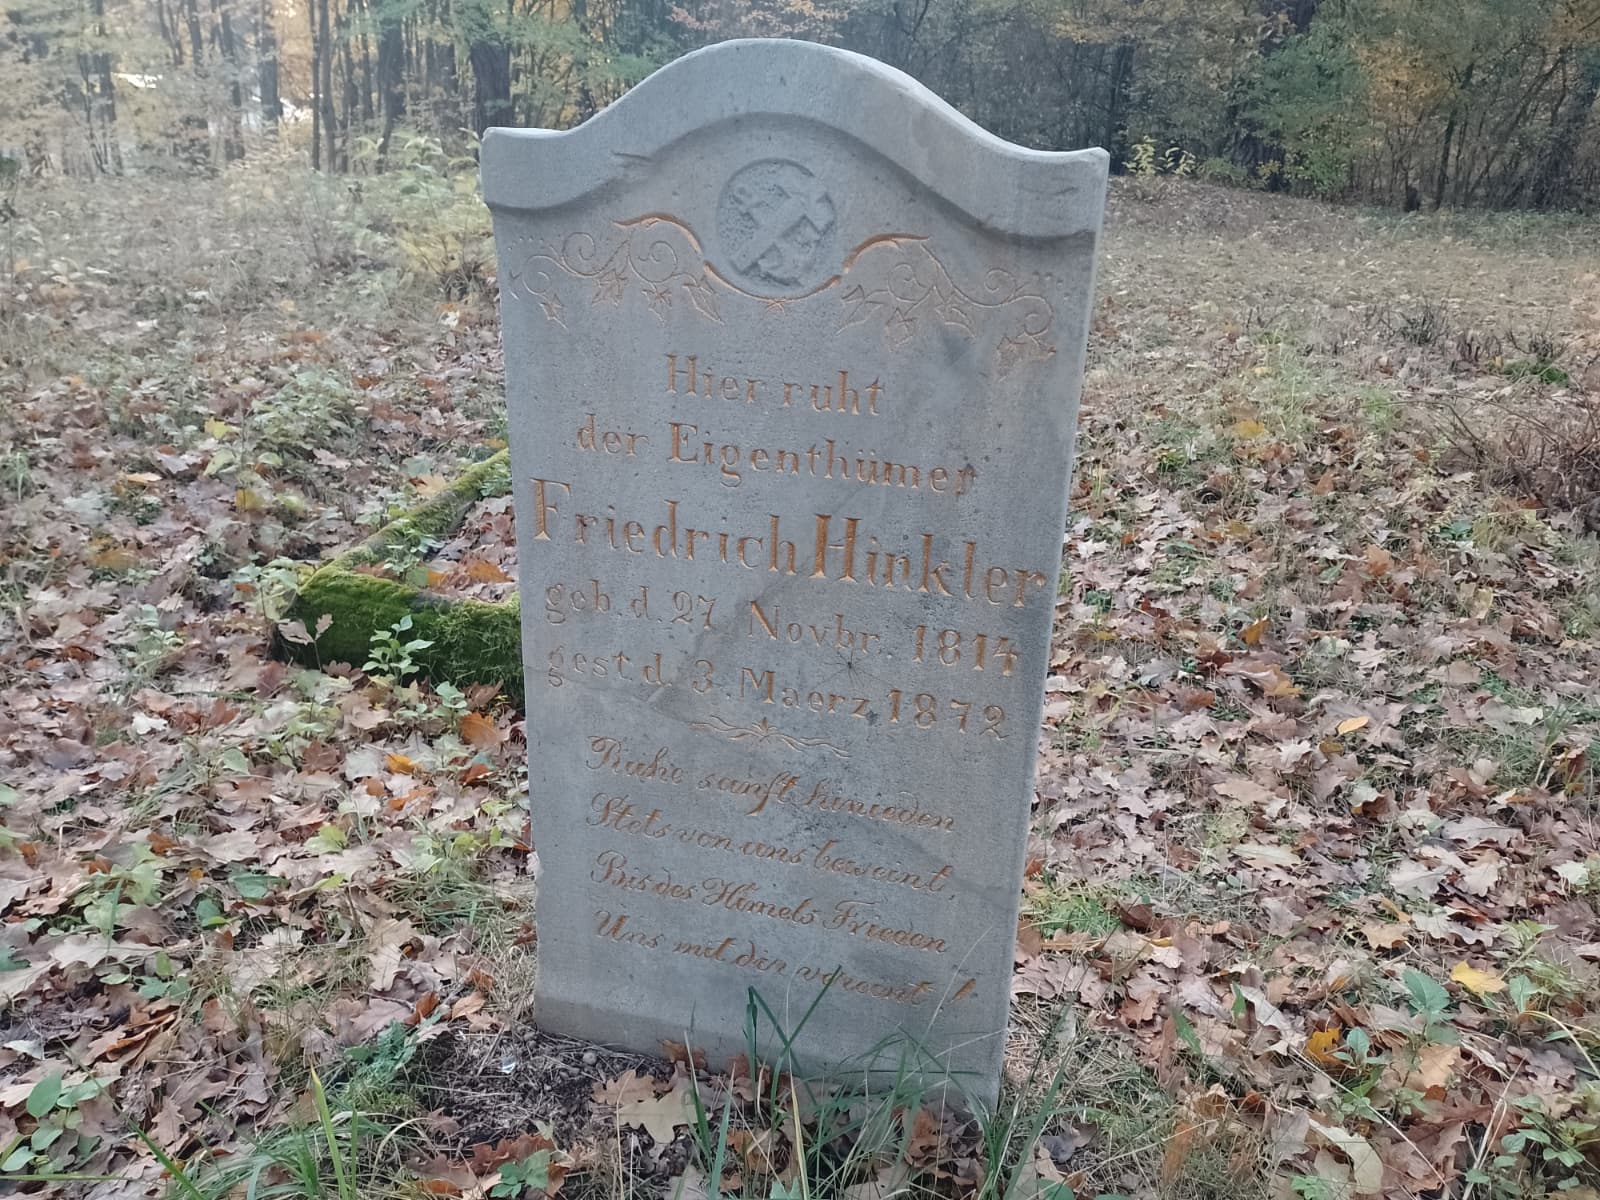 Hier ruht
der Eigenthümer
Friedrich Hinkler
geb. d. 27. Novbr. 1814
gest. d. 3. Maerz 1872
Ruhe sanft hinieden
Stets von uns beweint,
Bis des Himels Frieden
Uns mit dir vereint!